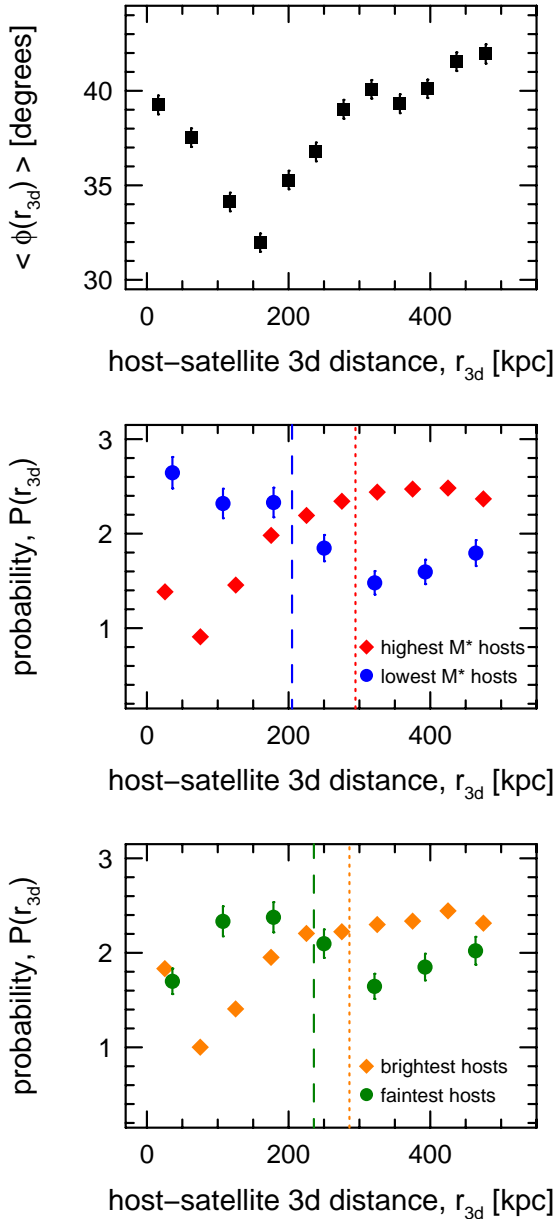 < ϕ(r3d) > [degrees]
40
35
30
0 200 400
host−satellite 3d distance, r3d [kpc]
probability, P(r3d)
3
2
1
highest M* hosts
lowest M* hosts
0 200 400
host−satellite 3d distance, r3d [kpc]
probability, P(r3d)
3
2
1
brightest hosts
faintest hosts
0 200 400
host−satellite 3d distance, r3d [kpc]